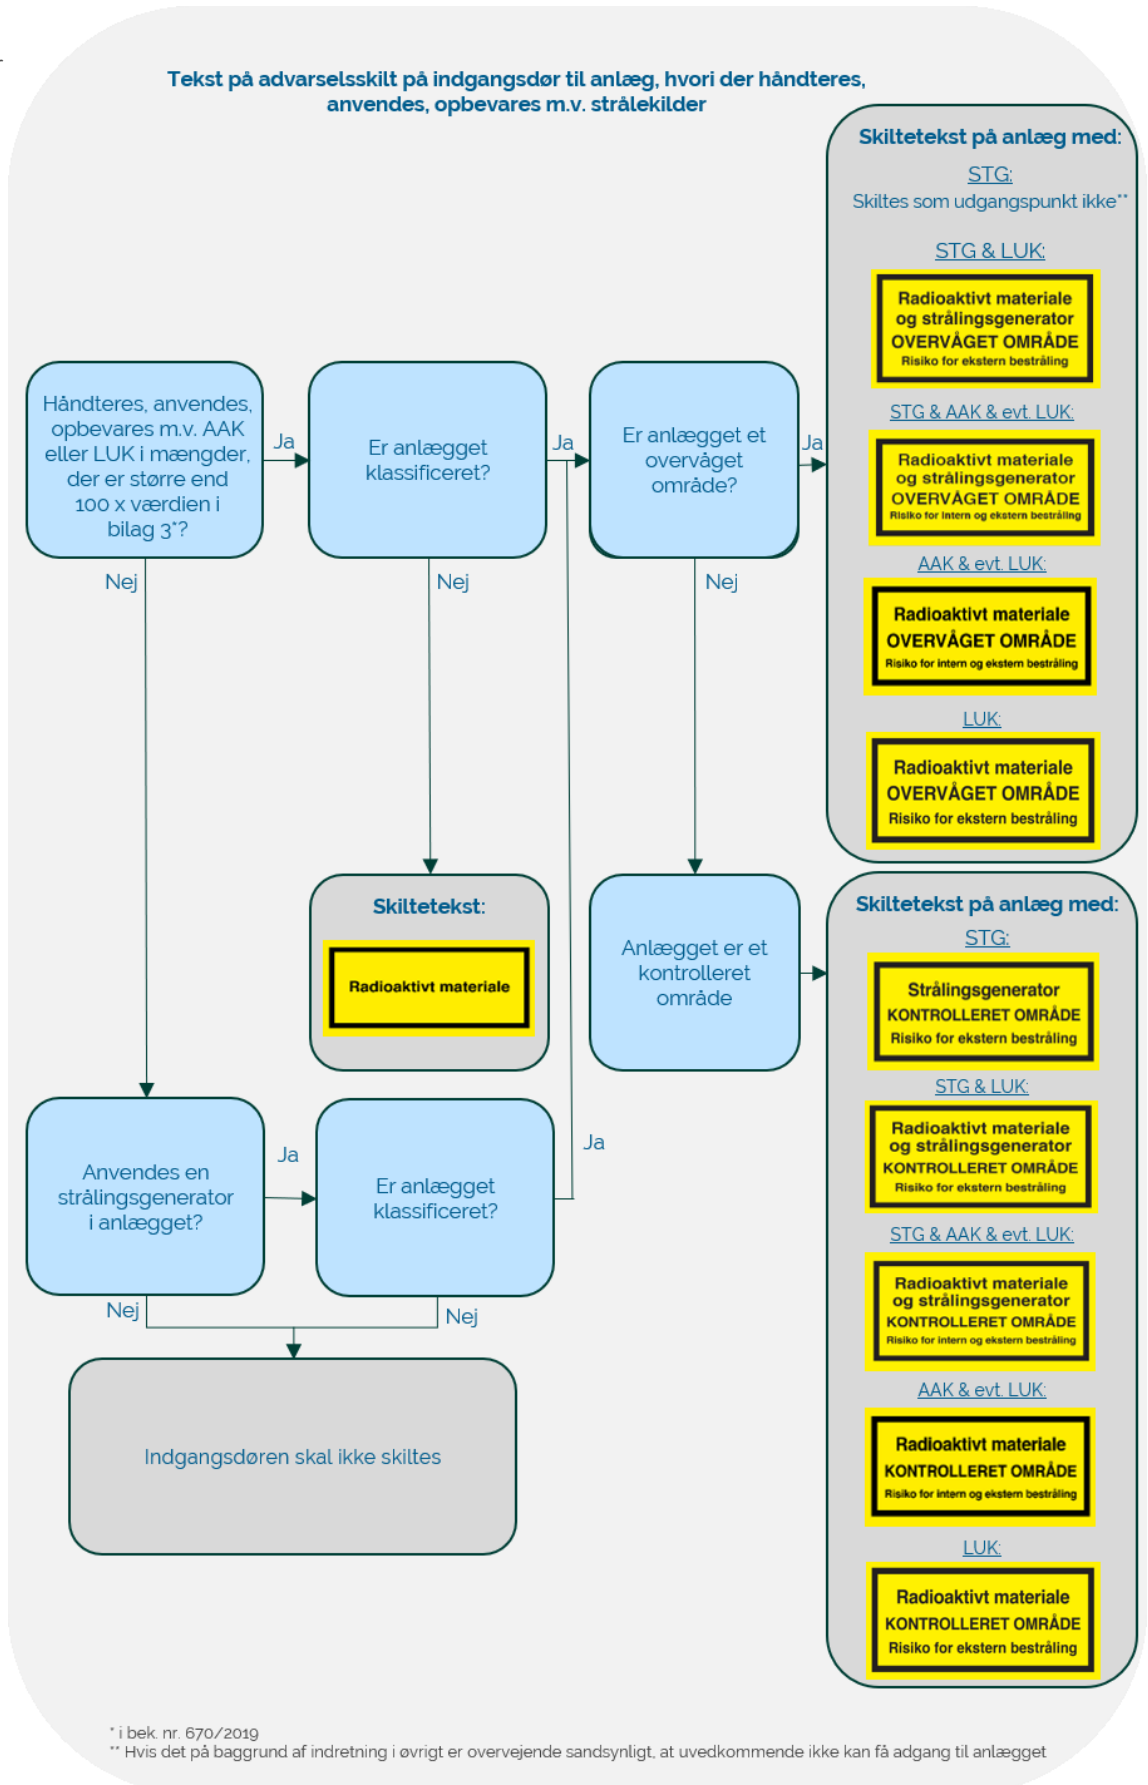 Tekst på advarselsskilt på indgangsdør til anlæg, hvori der håndteres,
anvendes, opbevares m.v. strålekilder
Håndteres, anvendes,
opbevares m.v. AAK
eller LUK i mængder,
der er større end
100 x værdien i
bilag 3*?
Ja
Nej
Er anlægget
klassificeret?
Ja
Nej
Er anlægget et
overvåget
område?
Ja
Nej
Skiltetekst på anlæg med:
STG:
Skiltes som udgangspunkt ikke**
STG & LUK:
Radioaktivt materiale
og strålingsgenerator
OVERVÅGET OMRÅDE
Risiko for ekstern bestråling
STG & AAK & evt. LUK:
Radioaktivt materiale
og strålingsgenerator
OVERVÅGET OMRÅDE
Risiko for intern og ekstern bestråling
AAK & evt. LUK:
Radioaktivt materiale
OVERVÅGET OMRÅDE
Risiko for intern og ekstern bestråling
LUK:
Radioaktivt materiale
OVERVÅGET OMRÅDE
Risiko for ekstern bestråling
Skiltetekst:
Radioaktivt materiale
Anlægget er et
kontrolleret
område
Skiltetekst på anlæg med:
STG:
Strålingsgenerator
KONTROLLERET OMRÅDE
Risiko for ekstern bestråling
STG & LUK:
Radioaktivt materiale
og strålingsgenerator
KONTROLLERET OMRÅDE
Risiko for ekstern bestråling
STG & AAK & evt. LUK:
Radioaktivt materiale
og strålingsgenerator
KONTROLLERET OMRÅDE
Risiko for intern og ekstern bestråling
AAK & evt. LUK:
Radioaktivt materiale
KONTROLLERET OMRÅDE
Risiko for intern og ekstern bestråling
LUK:
Radioaktivt materiale
KONTROLLERET OMRÅDE
Risiko for ekstern bestråling
Anvendes en
strålingsgenerator
i anlægget?
Ja
Nej
Er anlægget
klassificeret?
Ja
Nej
Indgangsdøren skal ikke skiltes
* i bek. nr. 670/2019
** Hvis det på baggrund af indretning i øvrigt er overvejende sandsynligt, at uvedkommende ikke kan få adgang til anlægget